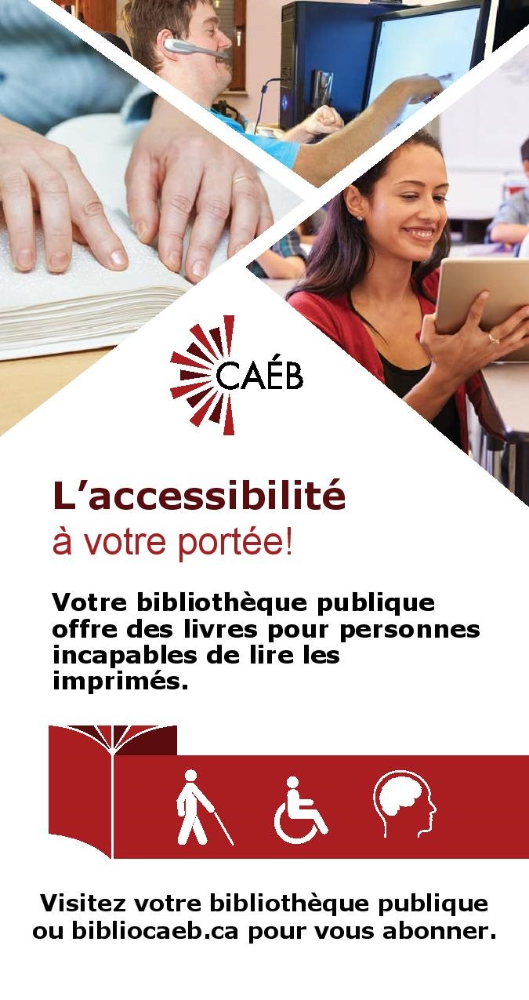 CAÉB
L’accessibilité
à votre portée!
Votre bibliothèque publique
offre des livres pour personnes
incapables de lire les
imprimés.
Visitez votre bibliothèque publique
ou bibliocaeb.ca pour vous abonner.